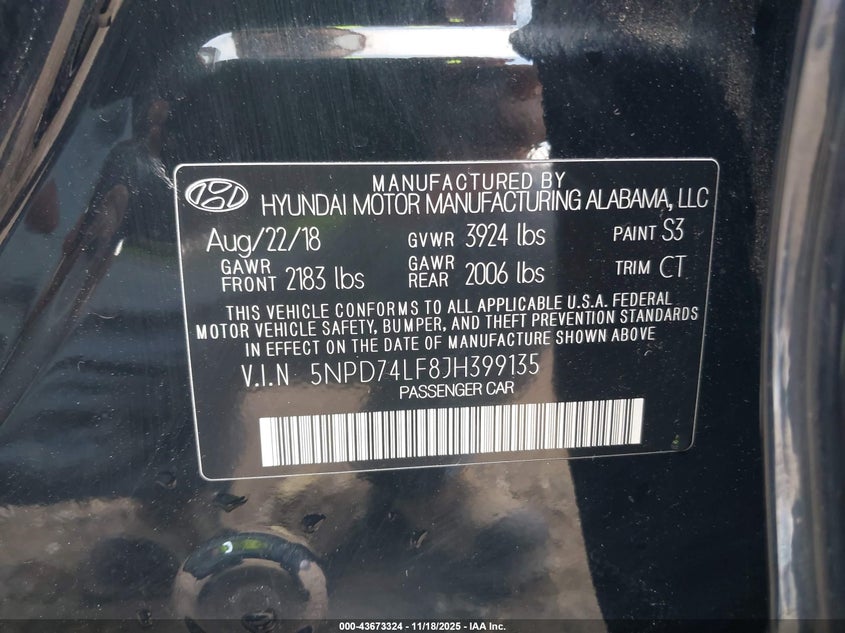 MANUFACTURED BY
HYUNDAI MOTOR MANUFACTURING ALABAMA, LLC
Aug/22/18 GVWR 3924 lbs PAINT S3
GAWR FRONT 2183 lbs GAWR REAR 2006 lbs TRIM CT
THIS VEHICLE CONFORMS TO ALL APPLICABLE U.S.A. FEDERAL
MOTOR VEHICLE SAFETY, BUMPER, AND THEFT PREVENTION STANDARDS
IN EFFECT ON THE DATE OF MANUFACTURE SHOWN ABOVE
V.I.N 5NPD74LF8JH399135
PASSENGER CAR
000-43673324 - 11/18/2025 - IAA Inc.